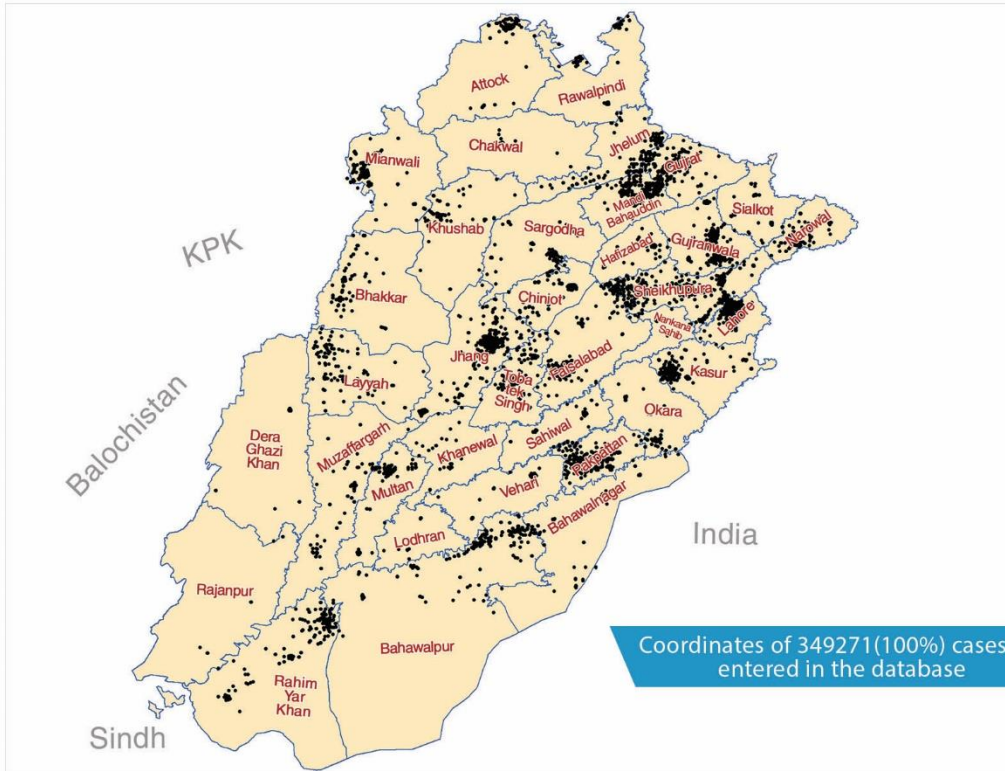 Attock
Rawalpindi
Chakwal
Jhelum
Gujrat
Mianwali
Mandi
Bahauddin
Sialkot
Khushab
Sargodha
Hafizabad
Gujranwala
Narowal
KPK
Bhakkar
Chiniot
Sheikhupura
Lahore
Nankana
Sahib
Jhang
Faisalabad
Kasur
Layyah
Toba
tek
Singh
Okara
Balochistan
Dera
Ghazi
Khan
Muzaffargarh
Khanewal
Sahiwal
Pakpattan
Multan
Vehari
Bahawalnagar
Lodhran
India
Rajanpur
Bahawalpur
Coordinates of 349271(100%) cases
entered in the database
Rahim
Yar
Khan
Sindh